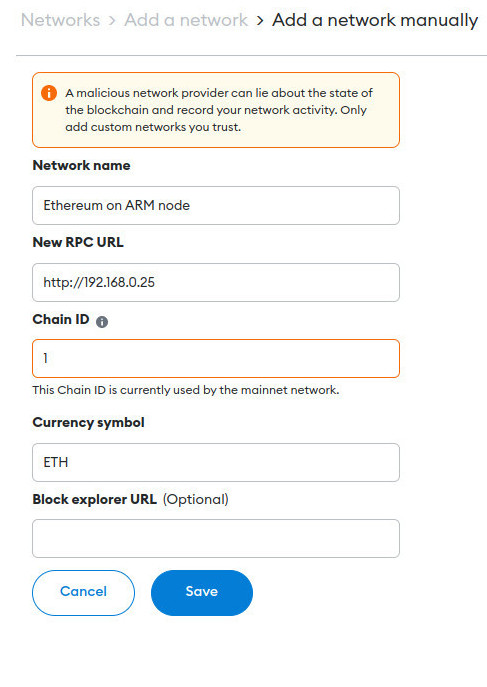 Networks > Add a network > Add a network manually
A malicious network provider can lie about the state of
the blockchain and record your network activity. Only
add custom networks you trust.
Network name
Ethereum on ARM node
New RPC URL
http://192.168.0.25
Chain ID
1
This Chain ID is currently used by the mainnet network.
Currency symbol
ETH
Block explorer URL (Optional)
Cancel Save